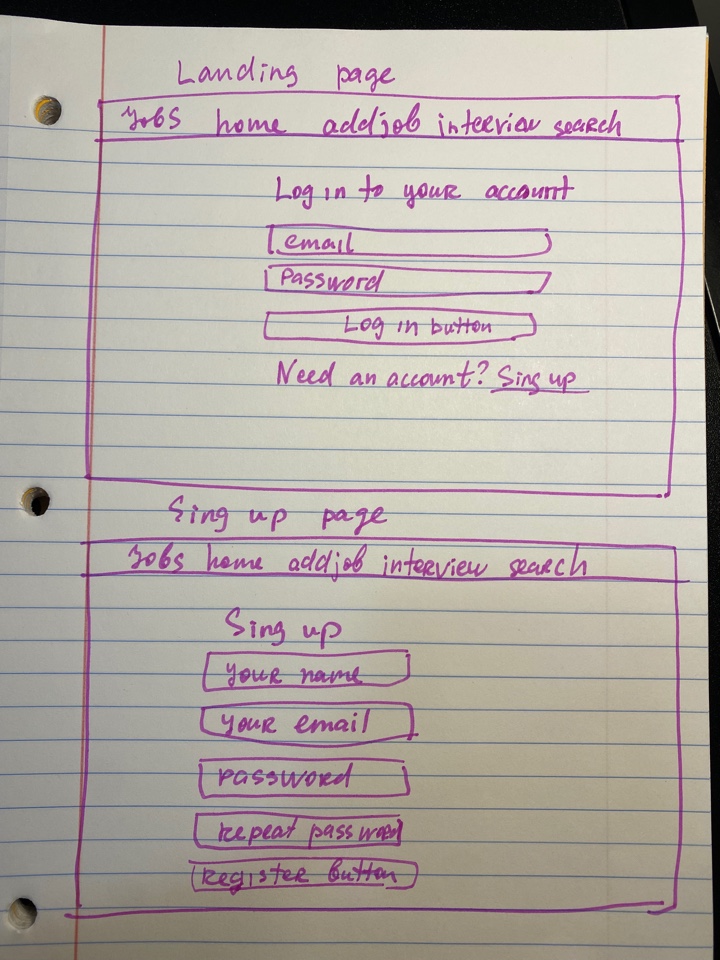 Landing page
Jobs home addjob interview search
Log in to your account
email
Password
Log in button
Need an account? Sing up
Sing up page
Jobs home addjob interview search
Sing up
your name
your email
password
Repeat password
Register button